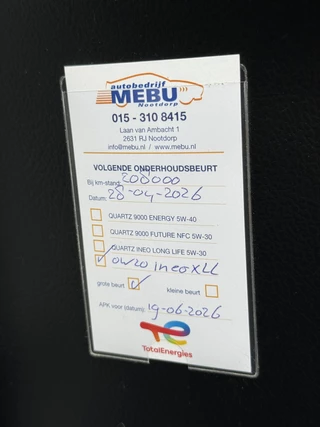 autobedrijf
MEBU
Nootdorp
015 - 310 8415
Laan van Ambacht 1
2631 RJ Nootdorp
info@mebu.nl / www.mebu.nl
VOLGENDE ONDERHOUDSBEURT
Bij km-stand: 208000
Datum: 28-04-2026
QUARTZ 9000 ENERGY 5W-40
QUARTZ 9000 FUTURE NFC 5W-30
QUARTZ INEO LONG LIFE 5W-30
0W20 ineo XLL
grote beurt kleine beurt
APK voor (datum): 19-06-2026
TotalEnergies